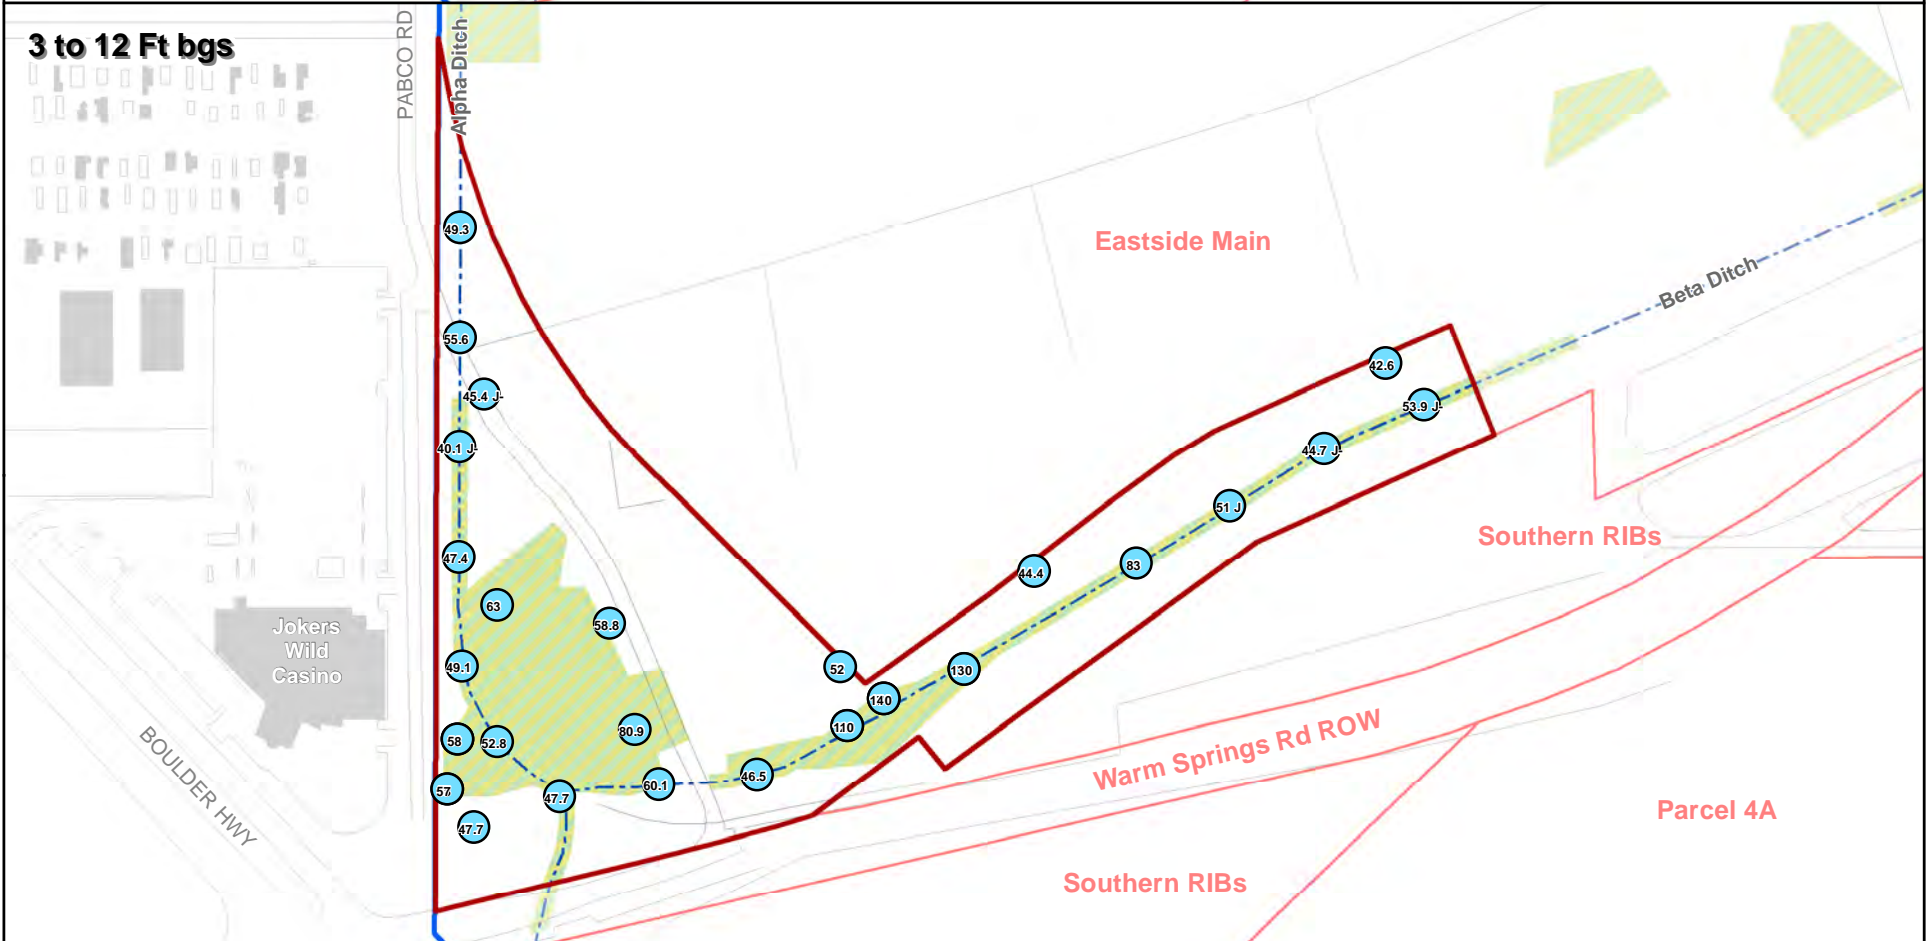 3 to 12 Ft bgs
PABCO RD
Alpha Ditch
49.3
Eastside Main
Beta Ditch
55.6
42.6
45.4 J-
53.9 J-
40.1 J-
44.7 J-
51 J
Southern RIBs
47.4
83
44.4
63
58.8
Jokers
Wild
Casino
49.1
52
130
140
110
80.9
58
52.8
BOULDER HWY
Warm Springs Rd ROW
46.5
60.1
57
47.7
47.7
Parcel 4A
Southern RIBs